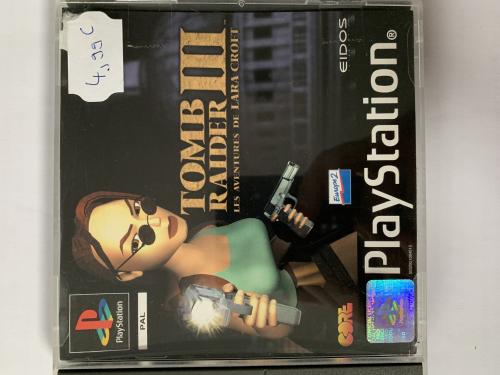 4,99 €
TOMB
RAIDER III
LES AVENTURES DE LARA CROFT
EIDOS
PlayStation®
Europe 2
CORE
PlayStation
PAL